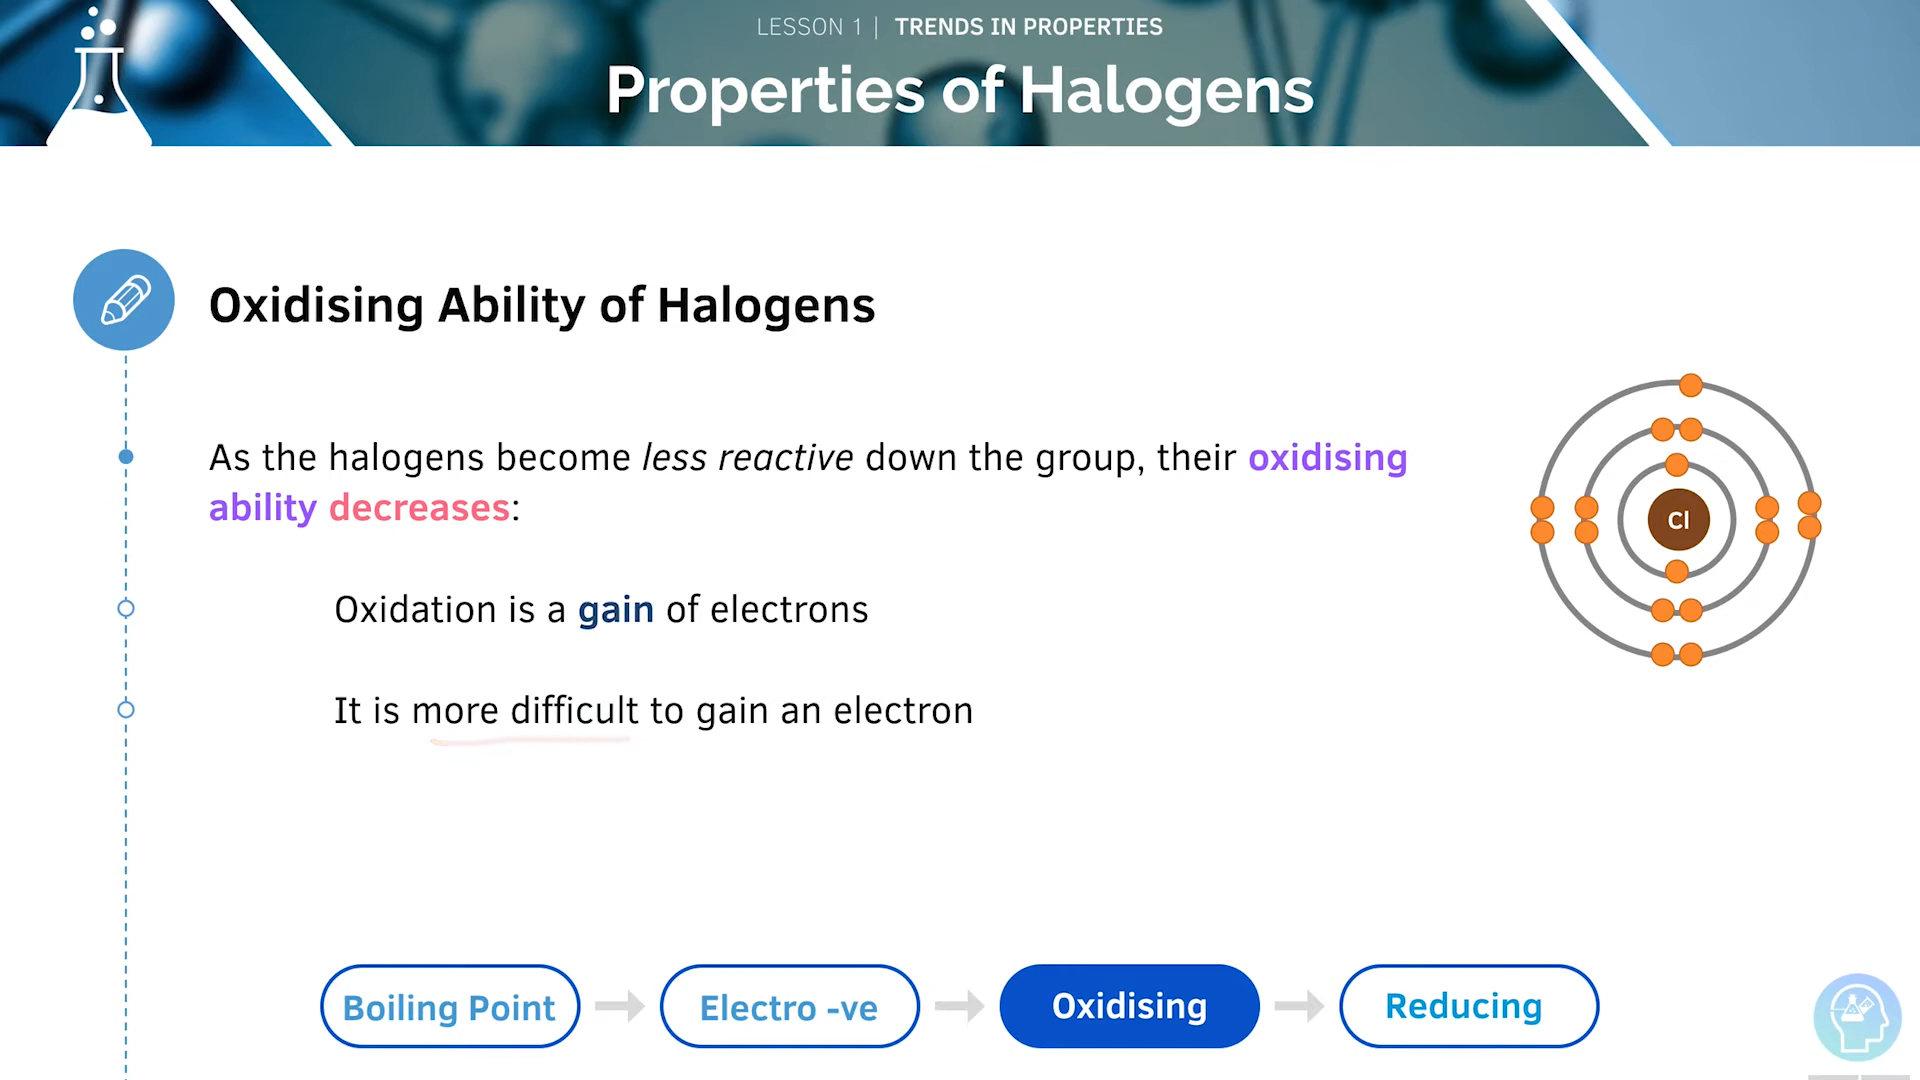 LESSON 1 | TRENDS IN PROPERTIES
Properties of Halogens
Oxidising Ability of Halogens
As the halogens become less reactive down the group, their oxidising
ability decreases:
Cl
Oxidation is a gain of electrons
It is more difficult to gain an electron
Boiling Point
Electro -ve
Oxidising
Reducing